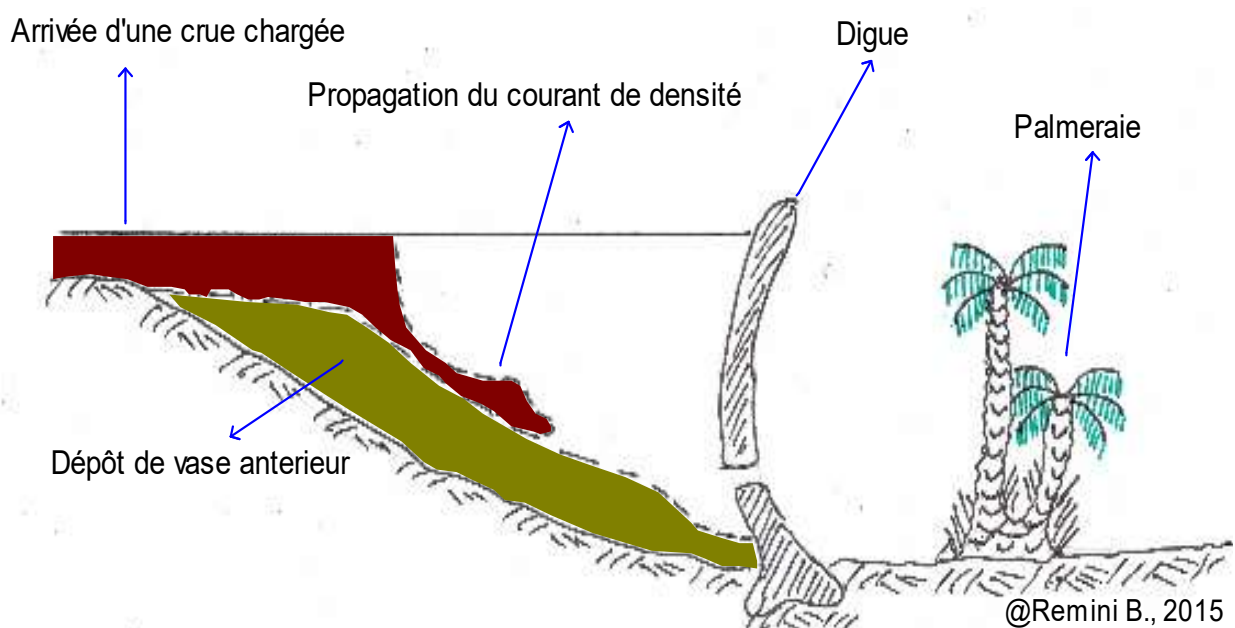 Arrivée d'une crue chargée
Digue
Propagation du courant de densité
Palmeraie
Dépôt de vase anterieur
@Remini B., 2015